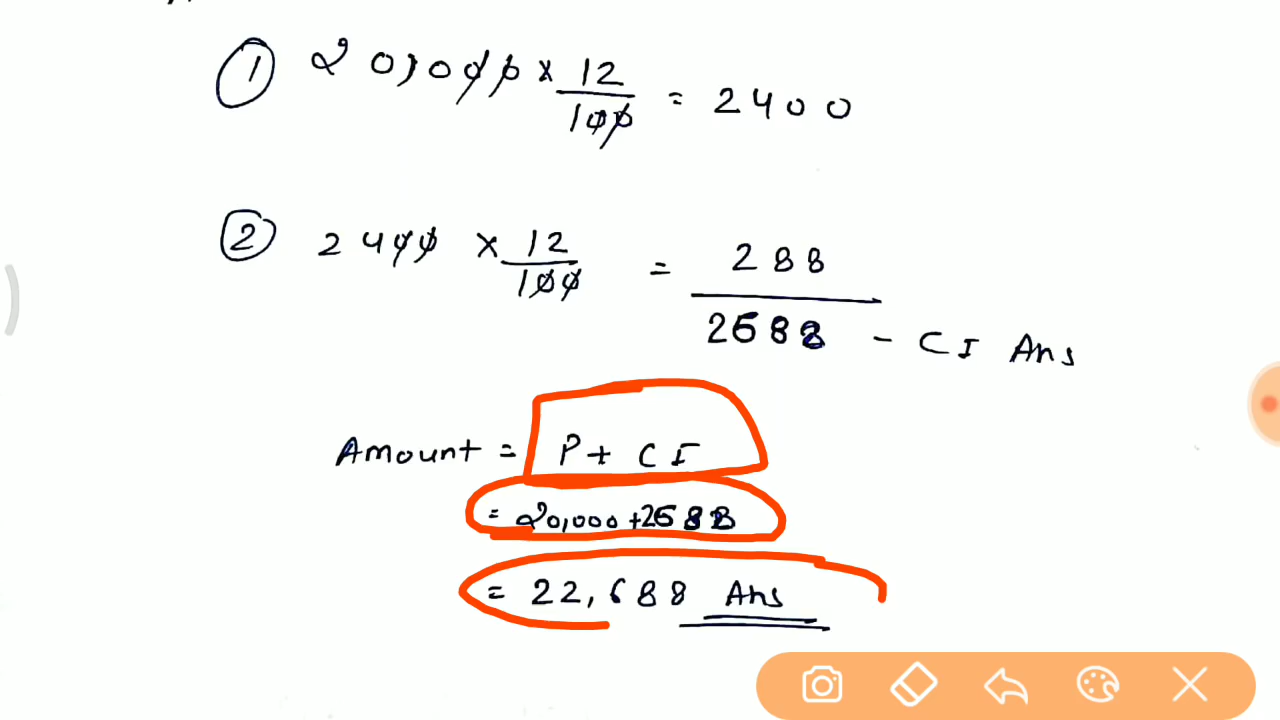 ① 20,000 × 12/100 = 2400
② 2400 × 12/100 = 288
2688 - CI Ans
Amount = P + CI
= 20,000 + 2688
= 22,688 Ans